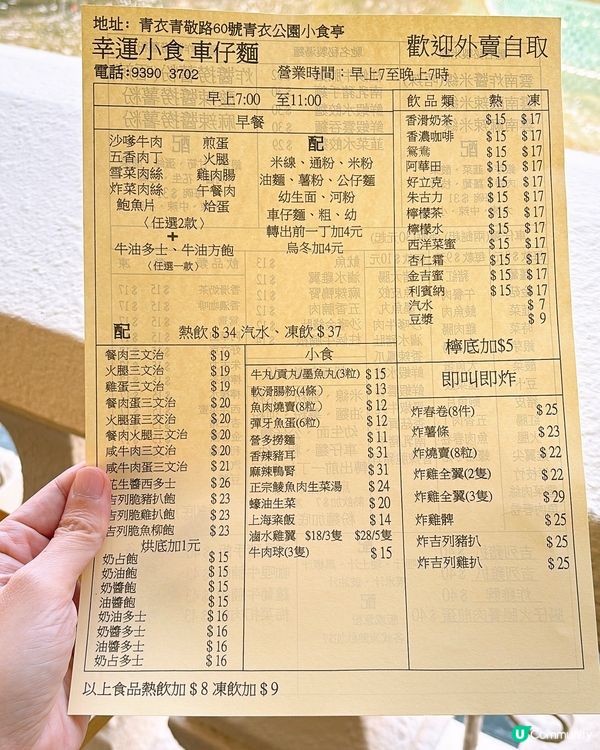 地址: 青衣青敬路60號青衣公園小食亭
幸運小食 車仔麵
歡迎外賣自取
電話:9390 3702
營業時間：早上7至晚上7時
早上7:00 至11:00
早餐
沙嗲牛肉 煎蛋
五香肉丁 火腿
雪菜肉絲 雞肉腸
炸菜肉絲 午餐肉
鮑魚片 烚蛋
〈任選2款〉
+
牛油多士、牛油方飽
〈任選一款〉
配
米線、通粉、米粉
油麵、薯粉、公仔麵
幼生面、河粉
車仔麵、粗、幼
轉出前一丁加4元
烏冬加4元
配 熱飲$34 汽水、凍飲$37
飲品類 熱 凍
香滑奶茶 $15 $17
香濃咖啡 $15 $17
鴛鴦 $15 $17
阿華田 $15 $17
好立克 $15 $17
朱古力 $15 $17
檸檬茶 $15 $17
檸檬水 $15 $17
西洋菜蜜 $15 $17
杏仁霜 $15 $17
金吉蜜 $15 $17
利賓納 $15 $17
汽水 $7
豆漿 $9
檸底加$5
餐肉三文治 $19
火腿三文治 $19
雞蛋三文治 $19
餐肉蛋三文治 $20
火腿蛋三交治 $20
餐肉火腿三文治 $20
咸牛肉三文治 $20
咸牛肉蛋三文治 $21
花生醬西多士 $26
吉列脆豬扒飽 $23
吉列脆雞扒飽 $23
吉列脆魚柳飽 $23
烘底加1元
奶占飽 $15
奶油飽 $15
奶醬飽 $15
油醬飽 $15
奶油多士 $16
奶醬多士 $16
油醬多士 $16
奶占多士 $16
小食
牛丸/貢丸/墨魚丸(3粒) $15
軟滑腸粉(4條） $13
魚肉燒賣(8粒） $12
彈牙魚蛋(6粒) $12
營多撈麵 $11
香辣豬耳 $31
麻辣鴨腎 $31
正宗鯪魚肉生菜湯 $24
蠔油生菜 $20
上海粢飯 $14
滷水雞翼 $18/3隻 $28/5隻
牛肉球(3隻） $15
即叫即炸
炸春卷(8件) $25
炸薯條 $23
炸燒賣(8粒) $22
炸雞全翼(2隻) $22
炸雞全翼(3隻) $29
炸雞髀 $25
炸吉列豬扒 $25
炸吉列雞扒 $25
以上食品熱飲加$8 凍飲加$9
U Community